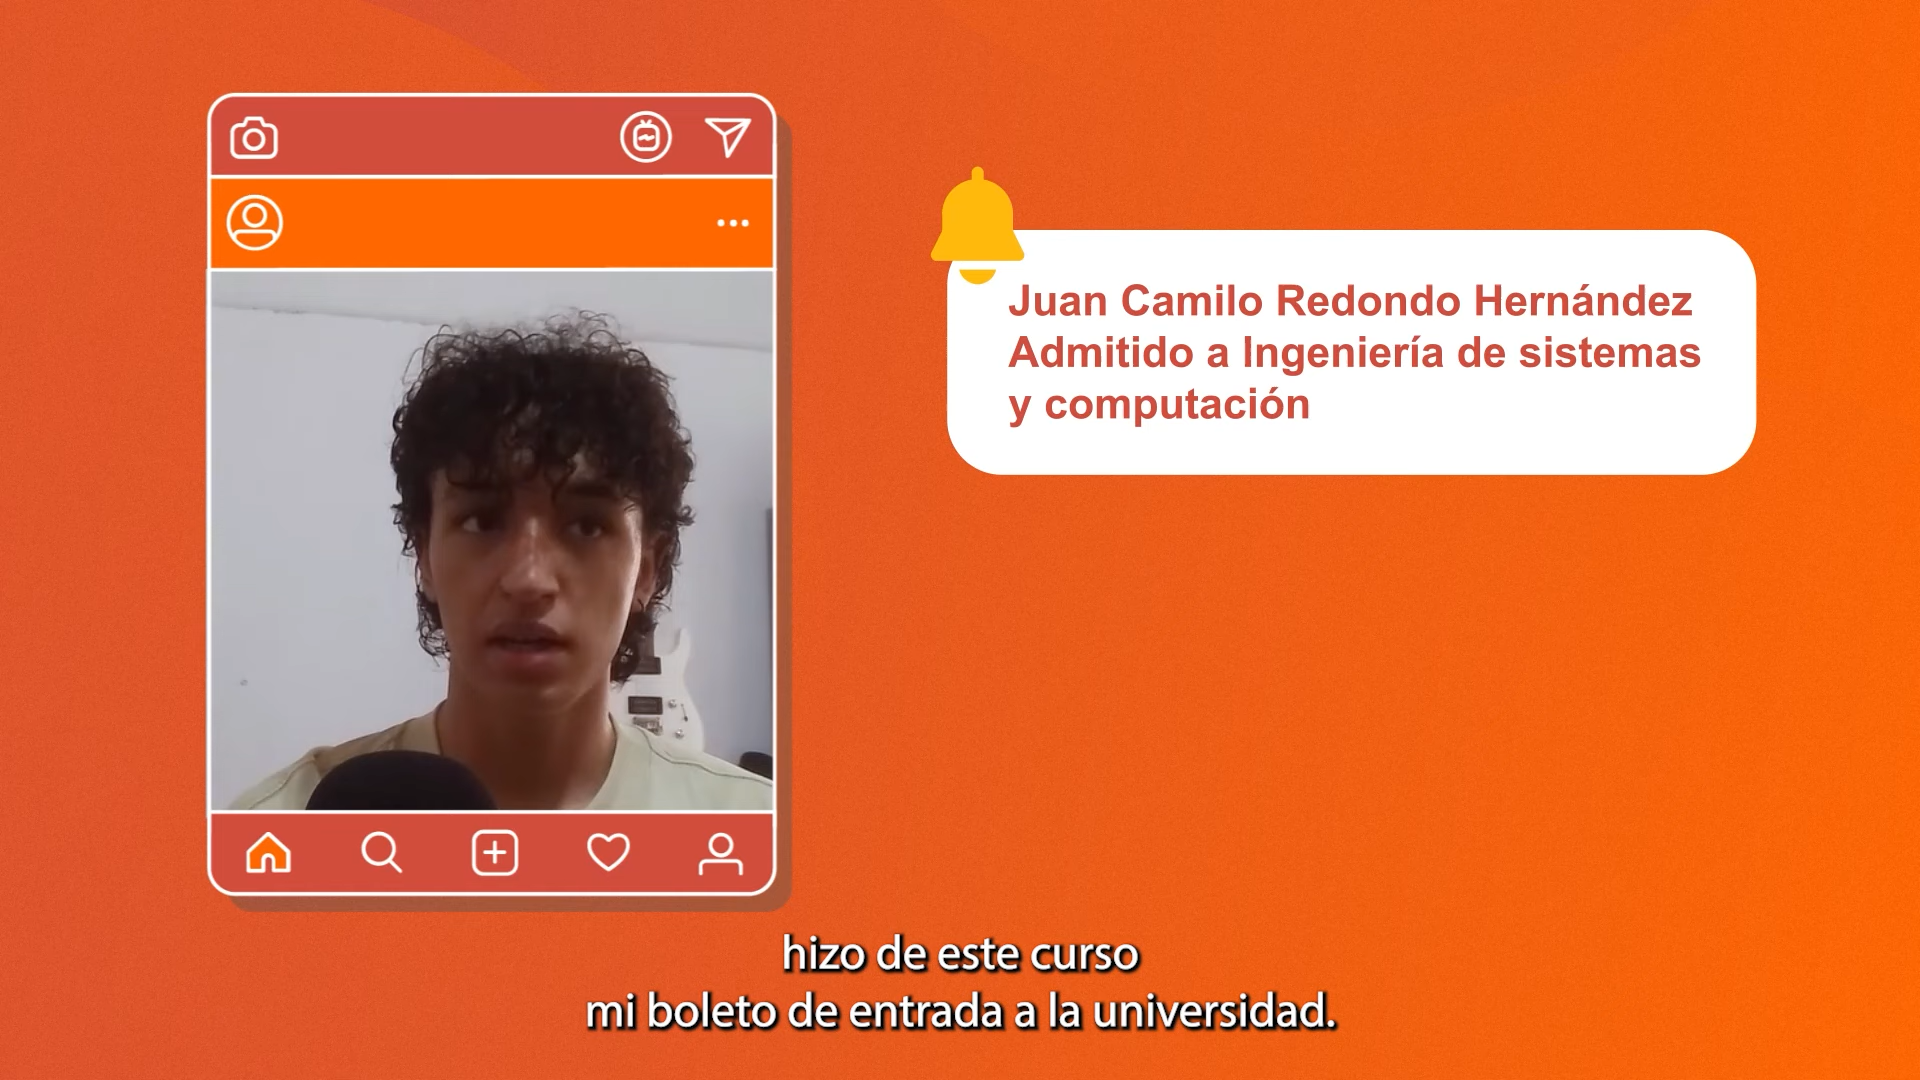 Juan Camilo Redondo Hernández
Admitido a Ingeniería de sistemas
y computación
hizo de este curso
mi boleto de entrada a la universidad.